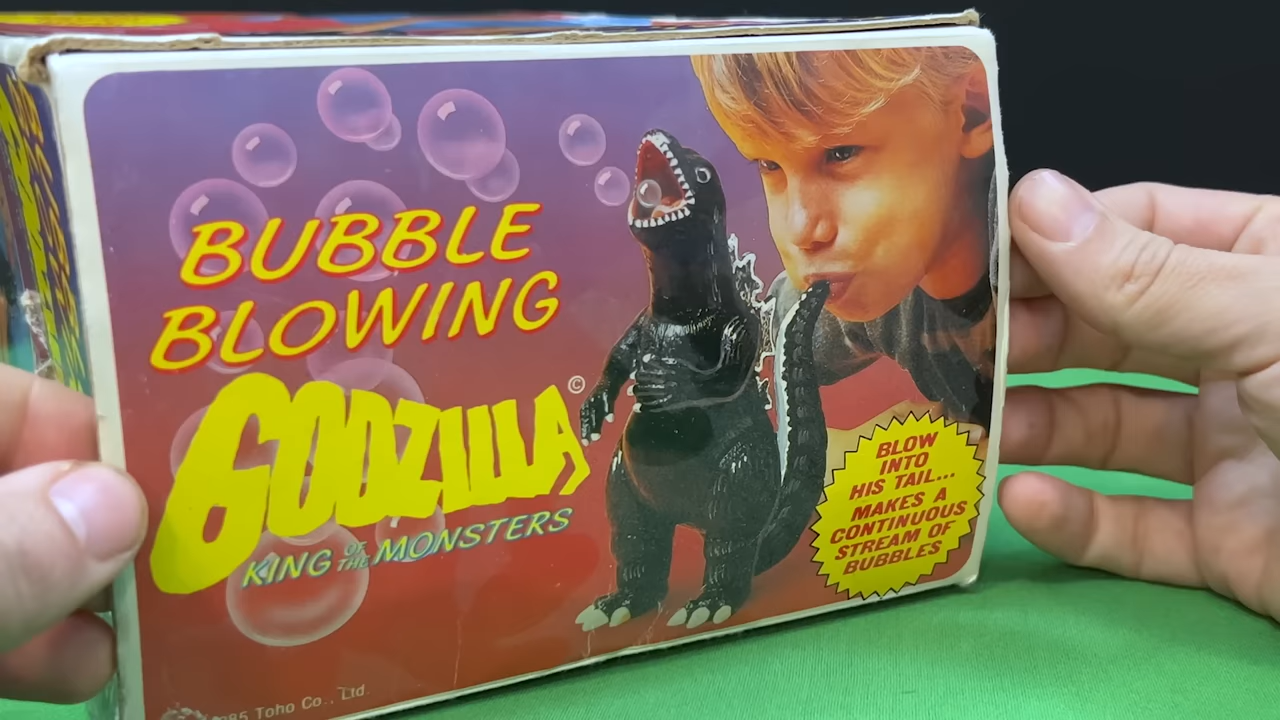 BUBBLE
BLOWING
GODZILLA©
KING OF THE MONSTERS
BLOW
INTO
HIS TAIL...
MAKES A
CONTINUOUS
STREAM OF
BUBBLES
Toho Co., Ltd.